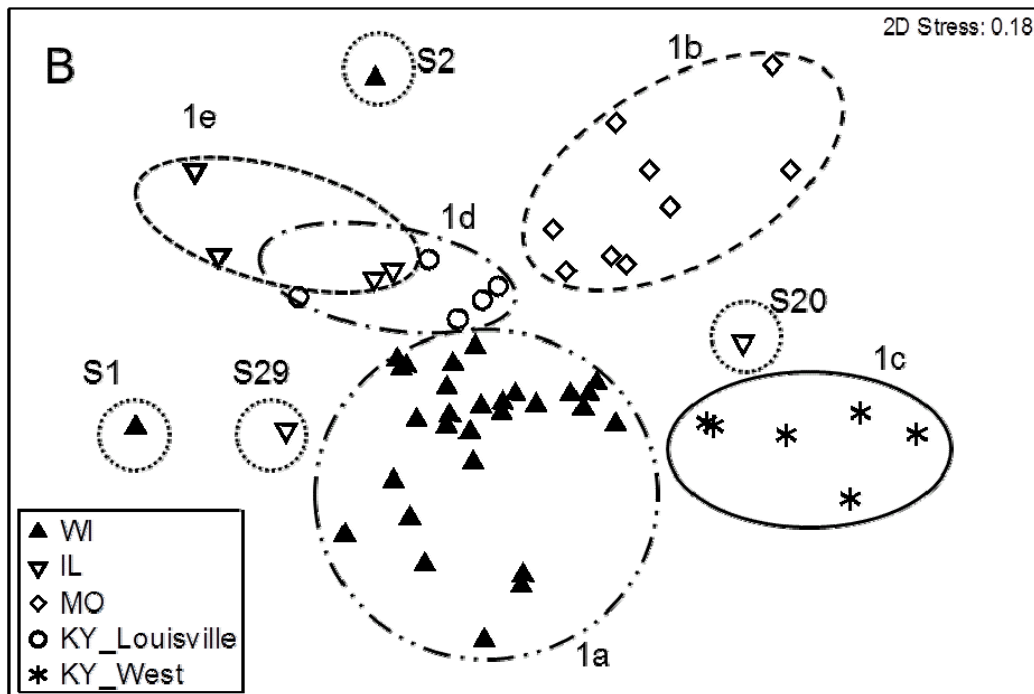 2D Stress: 0.18
B
S2
1b
1e
1d
S20
1c
S1
S29
1a
WI
IL
MO
KY_Louisville
KY_West